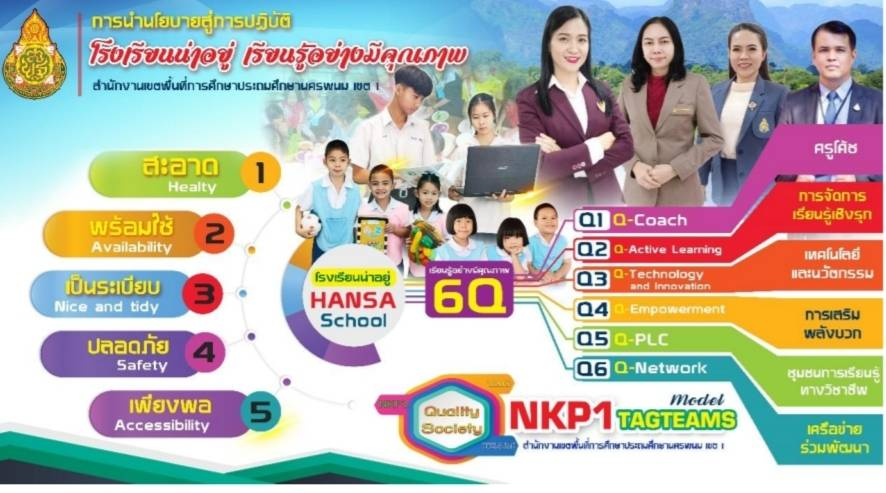 การนำนโยบายสู่การปฏิบัติ
โรงเรียนน่าอยู่ เรียนรู้อย่างมีคุณภาพ
สำนักงานเขตพื้นที่การศึกษาประถมศึกษานครพนม เขต 1
สะอาด
Healty
1
พร้อมใช้
Availability
2
เป็นระเบียบ
Nice and tidy
3
ปลอดภัย
Safety
4
เพียงพอ
Accessibility
5
โรงเรียนน่าอยู่
HANSA
School
เรียนรู้อย่างมีคุณภาพ
6Q
Q1 Q-Coach
ครูโค้ช
Q2 Q-Active Learning
การจัดการ
เรียนรู้เชิงรุก
Q3 Q-Technology
and Innovation
เทคโนโลยี
และนวัตกรรม
Q4 Q-Empowerment
การเสริม
พลังบวก
Q5 Q-PLC
ชุมชนการเรียนรู้
ทางวิชาชีพ
Q6 Q-Network
เครือข่าย
ร่วมพัฒนา
NKP1
Quality
Society
NKP1 Model
TAGTEAMS
สำนักงานเขตพื้นที่การศึกษาประถมศึกษานครพนม เขต 1